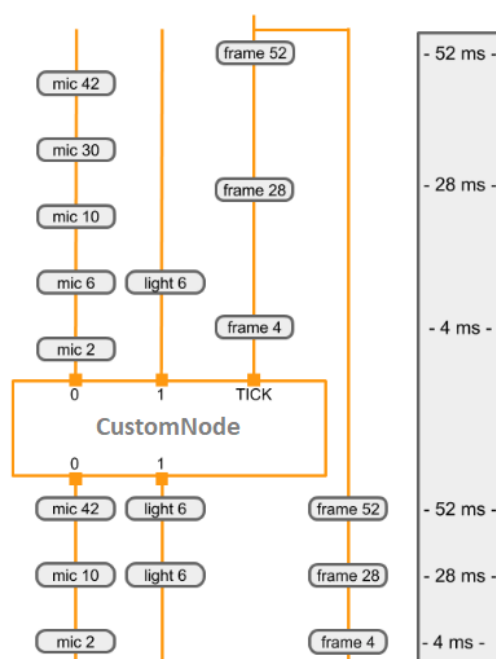 frame 52
- 52 ms -
mic 42
mic 30
frame 28
- 28 ms -
mic 10
mic 6
light 6
frame 4
- 4 ms -
mic 2
0
1
TICK
CustomNode
0
1
mic 42
light 6
frame 52
- 52 ms -
mic 10
light 6
frame 28
- 28 ms -
mic 2
frame 4
- 4 ms -